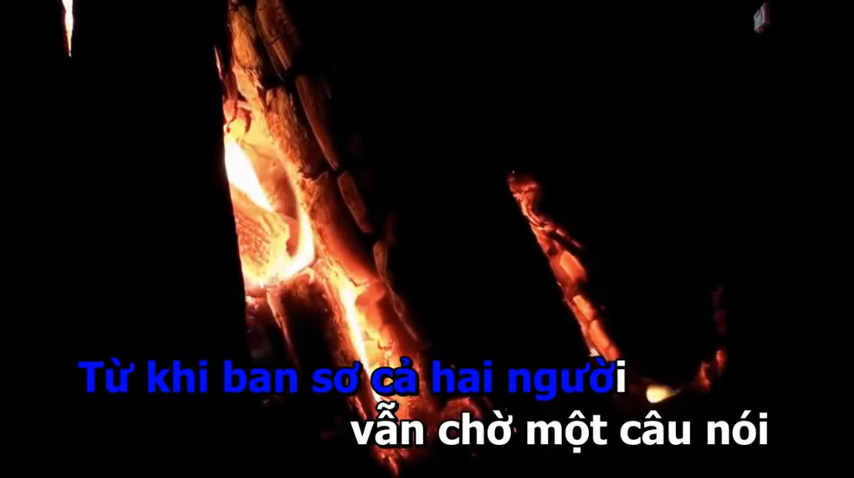 Từ khi ban sơ cả hai người
vẫn chờ một câu nói